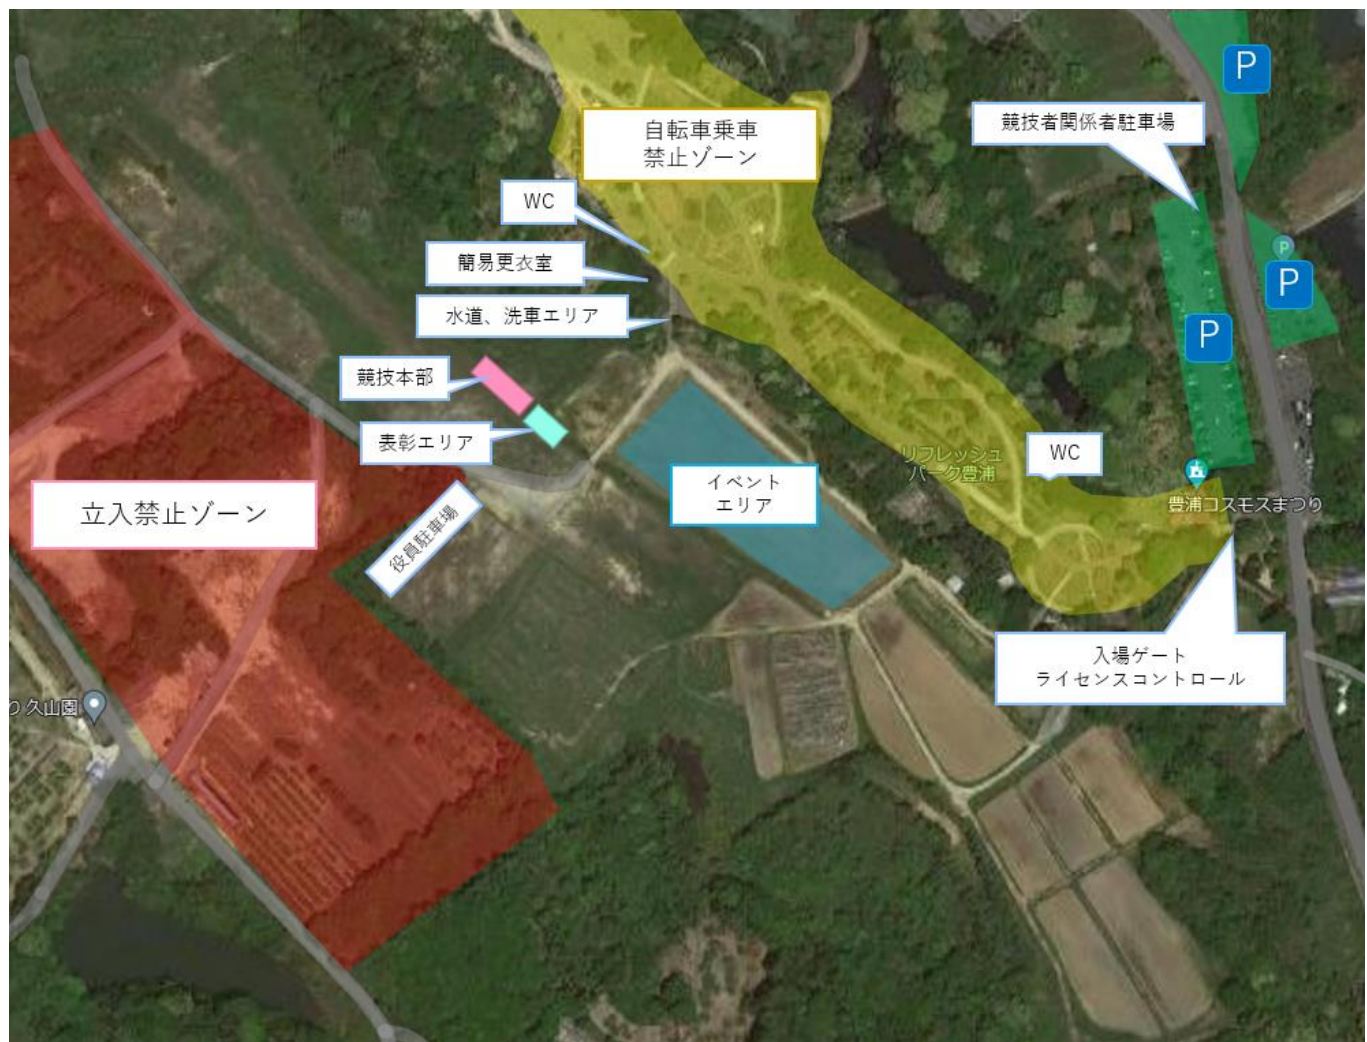 P
自転車乗車
禁止ゾーン
競技者関係者駐車場
WC
簡易更衣室
P
P
水道、洗車エリア
P
競技本部
表彰エリア
WC
リフレッシュ
パーク豊浦
イベント
エリア
豊浦コスモスまつり
立入禁止ゾーン
役員駐車場
入場ゲート
ライセンスコントロール
り 久山園